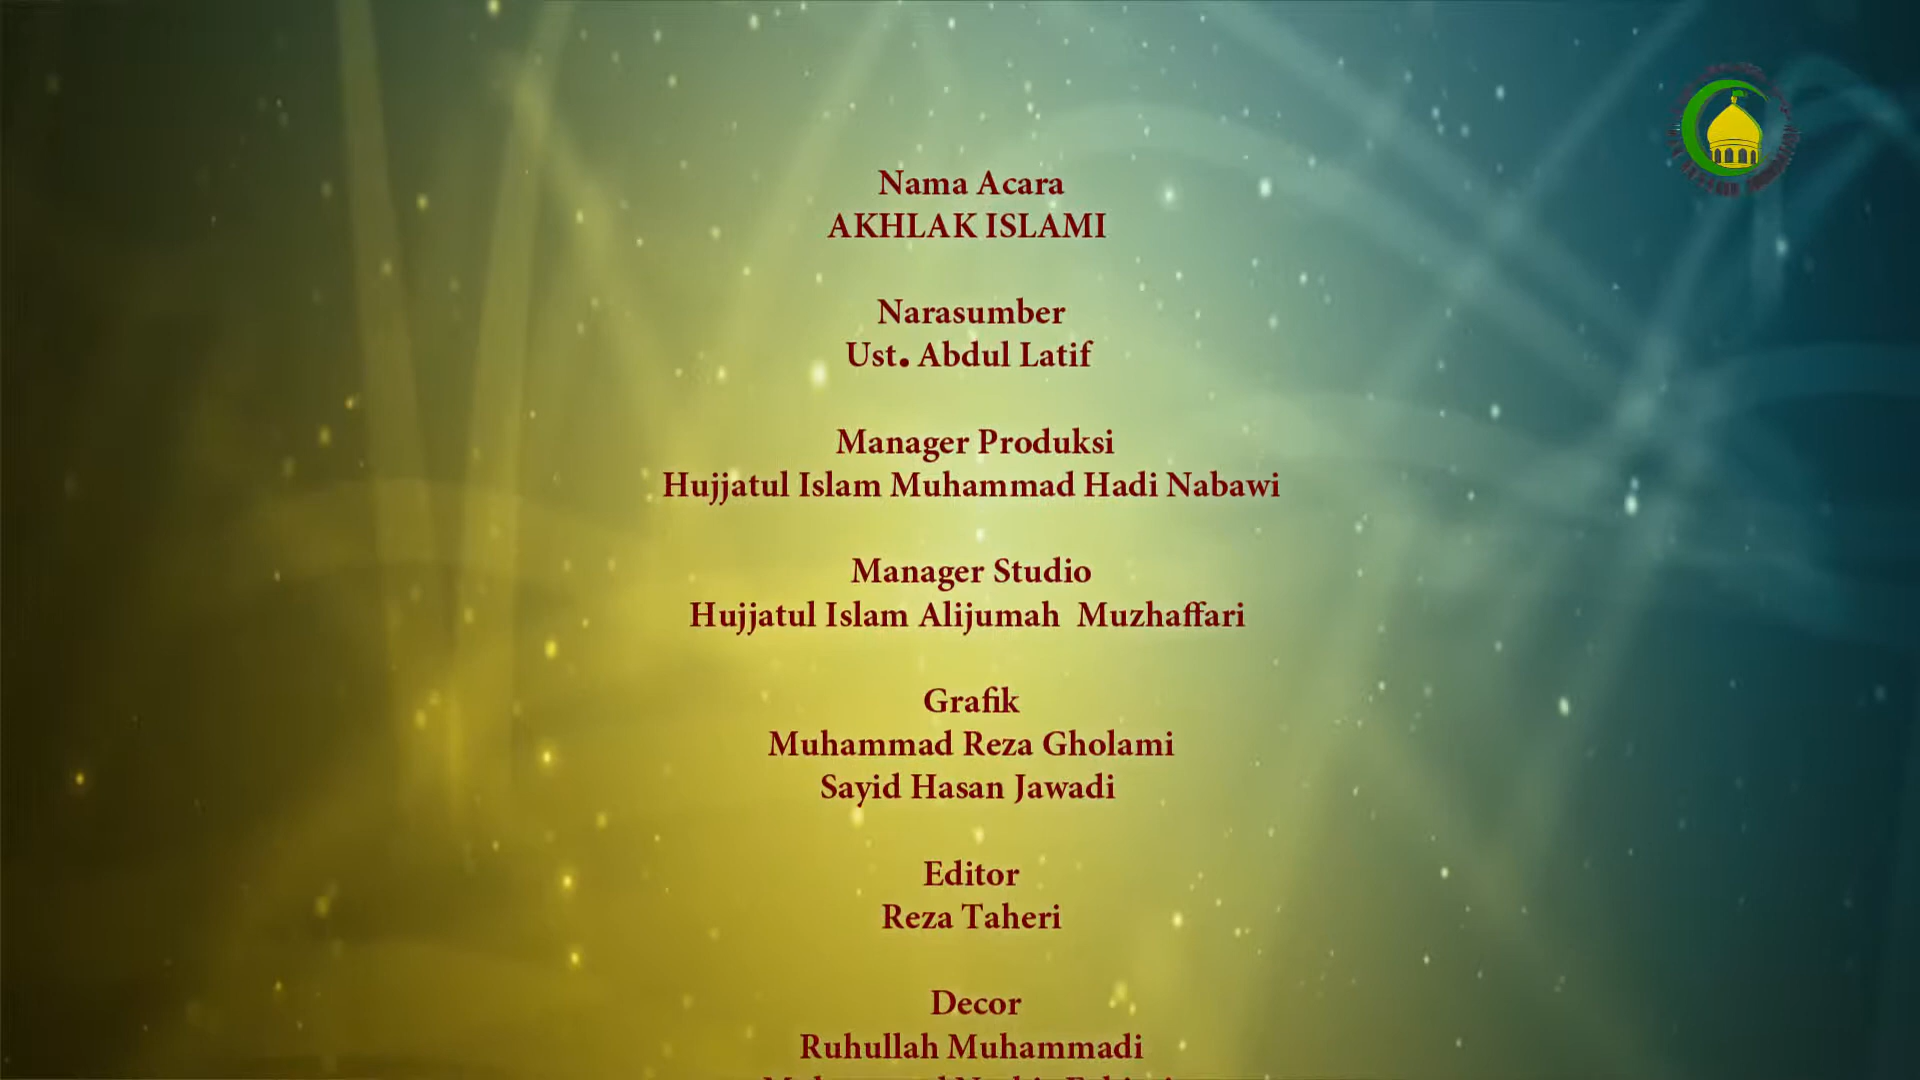 Nama Acara
AKHLAK ISLAMI
Narasumber
Ust. Abdul Latif
Manager Produksi
Hujjatul Islam Muhammad Hadi Nabawi
Manager Studio
Hujjatul Islam Alijumah Muzhaffari
Grafik
Muhammad Reza Gholami
Sayid Hasan Jawadi
Editor
Reza Taheri
Decor
Ruhullah Muhammadi